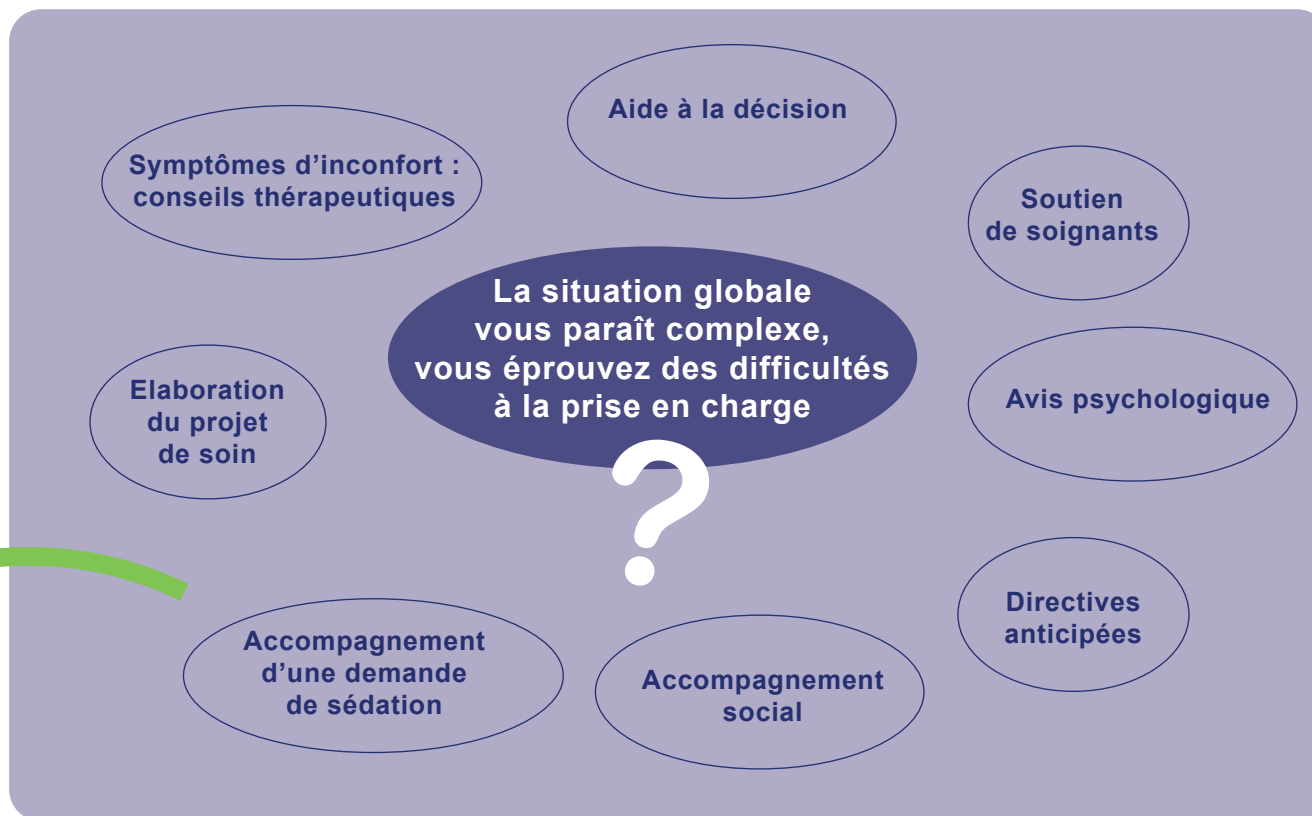 Aide à la décision
Symptômes d’inconfort :
conseils thérapeutiques
Soutien
de soignants
La situation globale
vous paraît complexe,
vous éprouvez des difficultés
à la prise en charge
?
Elaboration
du projet
de soin
Avis psychologique
Directives
anticipées
Accompagnement
d’une demande
de sédation
Accompagnement
social